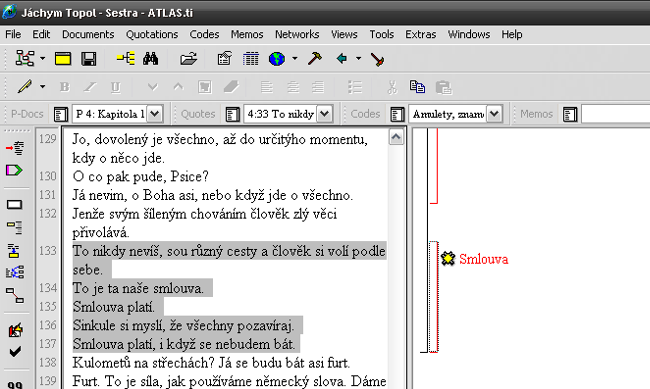 Jáchym Topol - Sestra - ATLAS.ti
File Edit Documents Quotations Codes Memos Networks Views Tools Extras Windows Help
B I U
P-Docs P 4: Kapitola 1 Quotes 4:33 To nikdy Codes Amulety, znam Memos
129 Jo, dovolený je všechno, až do určitýho momentu,
kdy o něco jde.
130 O co pak pude, Psice?
131 Já nevim, o Boha asi, nebo když jde o všechno.
132 Jenže svým šíleným chováním člověk zlý věci
přivolává.
133 To nikdy nevíš, sou různý cesty a člověk si volí podle
sebe.
134 To je ta naše smlouva.
135 Smlouva platí.
136 Sinkule si myslí, že všechny pozavíraj.
137 Smlouva platí, i když se nebudem bát.
138 Kulometů na střechách? Já se budu bát asi furt.
139 Furt. To je síla, jak používáme německý slova. Dáme
Smlouva